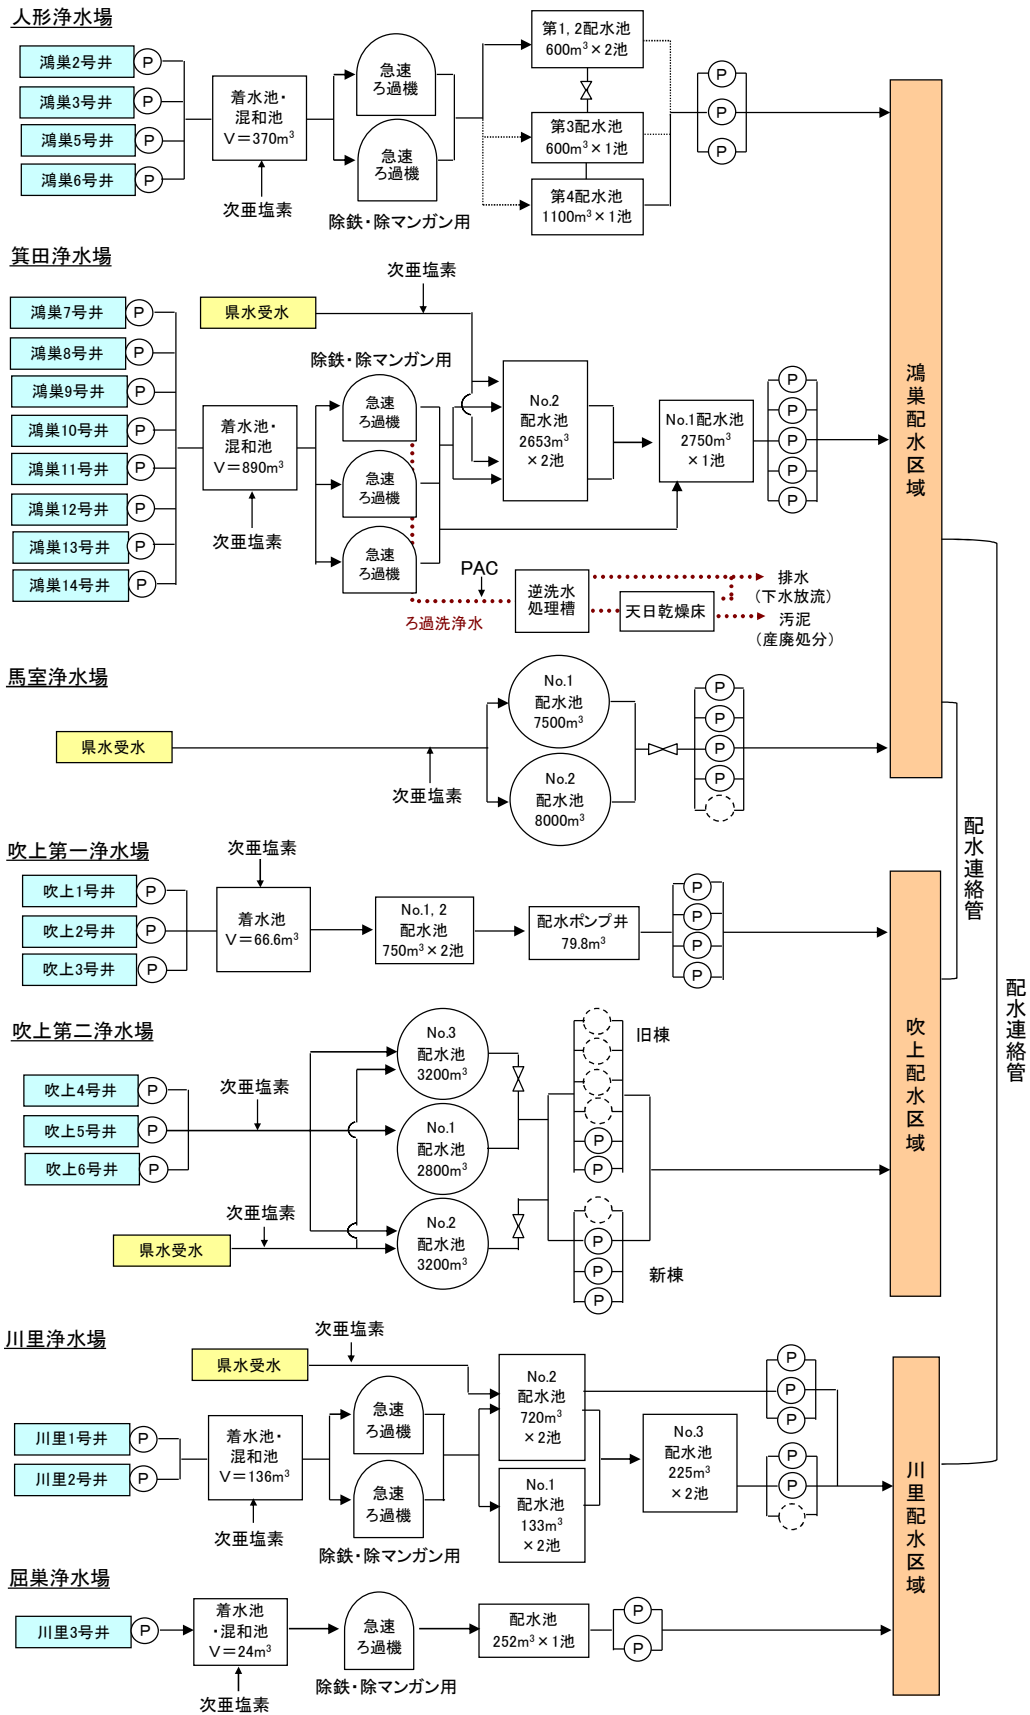 人形浄水場
鴻巣2号井
P
鴻巣3号井
P
鴻巣5号井
P
鴻巣6号井
P
着水池・
混和池
V=370m³
次亜塩素
急速
ろ過機
急速
ろ過機
除鉄・除マンガン用
第1,2配水池
600m³×2池
第3配水池
600m³×1池
第4配水池
1100m³×1池
P
P
P
箕田浄水場
鴻巣7号井
P
鴻巣8号井
P
鴻巣9号井
P
鴻巣10号井
P
鴻巣11号井
P
鴻巣12号井
P
鴻巣13号井
P
鴻巣14号井
P
県水受水
次亜塩素
着水池・
混和池
V=890m³
次亜塩素
除鉄・除マンガン用
急速
ろ過機
急速
ろ過機
急速
ろ過機
No.2
配水池
2653m³
×2池
No.1配水池
2750m³
×1池
P
P
P
P
P
PAC
ろ過洗浄水
逆洗水
処理槽
天日乾燥床
排水
(下水放流)
汚泥
(産廃処分)
鴻巣配水区域
馬室浄水場
県水受水
次亜塩素
No.1
配水池
7500m³
No.2
配水池
8000m³
P
P
P
P
吹上第一浄水場
吹上1号井
P
吹上2号井
P
吹上3号井
P
次亜塩素
着水池
V=66.6m³
No.1,2
配水池
750m³×2池
配水ポンプ井
79.8m³
P
P
P
P
配水連絡管
配水連絡管
吹上第二浄水場
吹上4号井
P
吹上5号井
P
吹上6号井
P
次亜塩素
県水受水
次亜塩素
No.3
配水池
3200m³
No.1
配水池
2800m³
No.2
配水池
3200m³
旧棟
P
P
新棟
P
P
P
吹上配水区域
川里浄水場
県水受水
次亜塩素
川里1号井
P
川里2号井
P
着水池・
混和池
V=136m³
次亜塩素
急速
ろ過機
急速
ろ過機
除鉄・除マンガン用
No.2
配水池
720m³
×2池
No.1
配水池
133m³
×2池
No.3
配水池
225m³
×2池
P
P
P
P
P
川里配水区域
屈巣浄水場
川里3号井
P
着水池
・混和池
V=24m³
次亜塩素
急速
ろ過機
除鉄・除マンガン用
配水池
252m³×1池
P
P